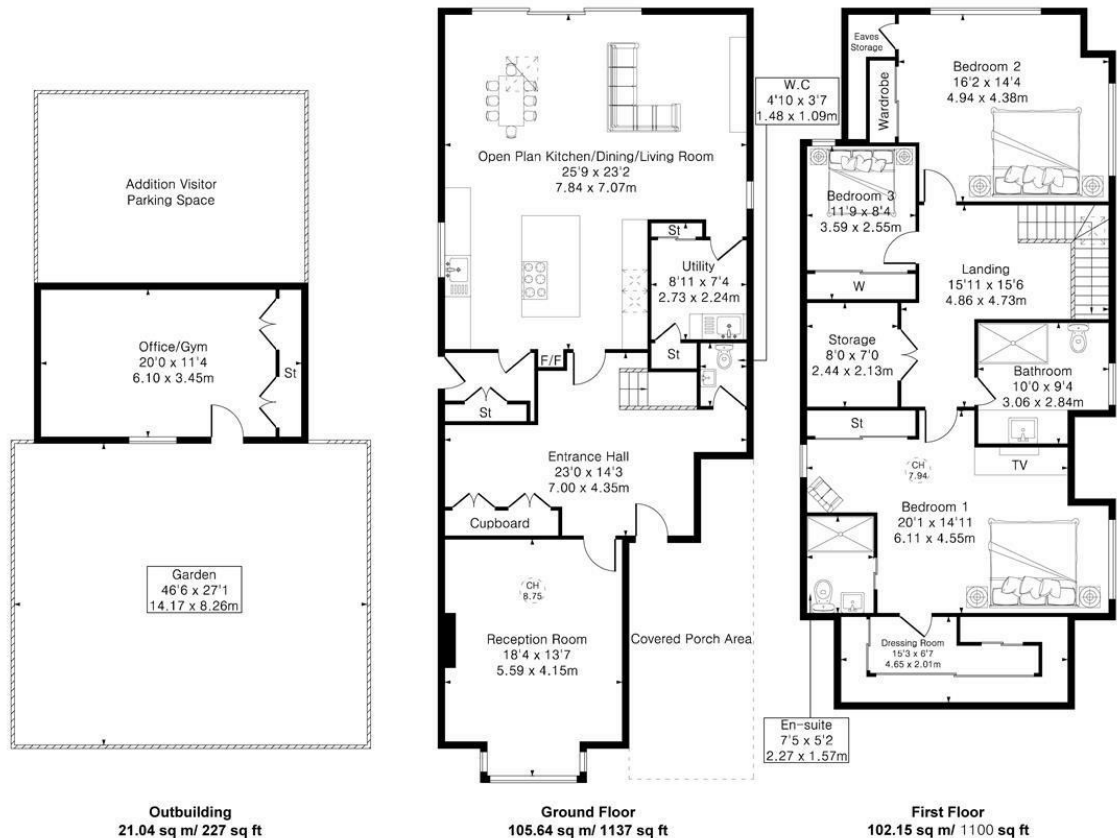 Addition Visitor
Parking Space
Office/Gym
20'0 x 11'4
6.10 x 3.45m
St
Garden
46'6 x 27'1
14.17 x 8.26m
Outbuilding
21.04 sq m/ 227 sq ft
W.C
4'10 x 3'7
1.48 x 1.09m
Open Plan Kitchen/Dining/Living Room
25'9 x 23'2
7.84 x 7.07m
St
Utility
8'11 x 7'4
2.73 x 2.24m
St
F/F
St
Entrance Hall
23'0 x 14'3
7.00 x 4.35m
Cupboard
CH
8.75
Reception Room
18'4 x 13'7
5.59 x 4.15m
Covered Porch Area
Ground Floor
105.64 sq m/ 1137 sq ft
Eaves
Storage
Wardrobe
Bedroom 2
16'2 x 14'4
4.94 x 4.38m
Bedroom 3
11'9 x 8'4
3.59 x 2.55m
W
Landing
15'11 x 15'6
4.86 x 4.73m
Storage
8'0 x 7'0
2.44 x 2.13m
Bathroom
10'0 x 9'4
3.06 x 2.84m
St
CH
7.94
TV
Bedroom 1
20'1 x 14'11
6.11 x 4.55m
Dressing Room
15'3 x 6'7
4.65 x 2.01m
En-suite
7'5 x 5'2
2.27 x 1.57m
First Floor
102.15 sq m/ 1100 sq ft